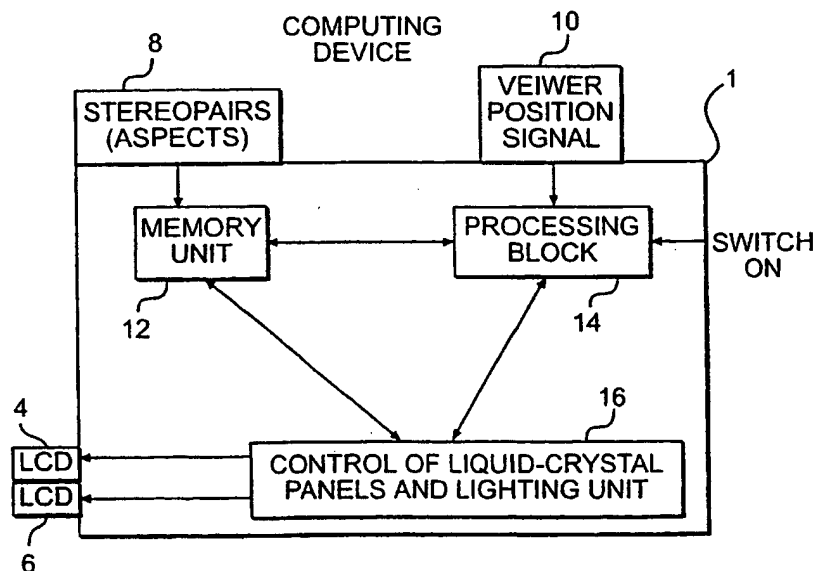 COMPUTING
DEVICE
8
10
1
STEREOPAIRS
(ASPECTS)
VEIWER
POSITION
SIGNAL
MEMORY
UNIT
PROCESSING
BLOCK
SWITCH
ON
12
14
16
4
LCD
LCD
6
CONTROL OF LIQUID-CRYSTAL
PANELS AND LIGHTING UNIT